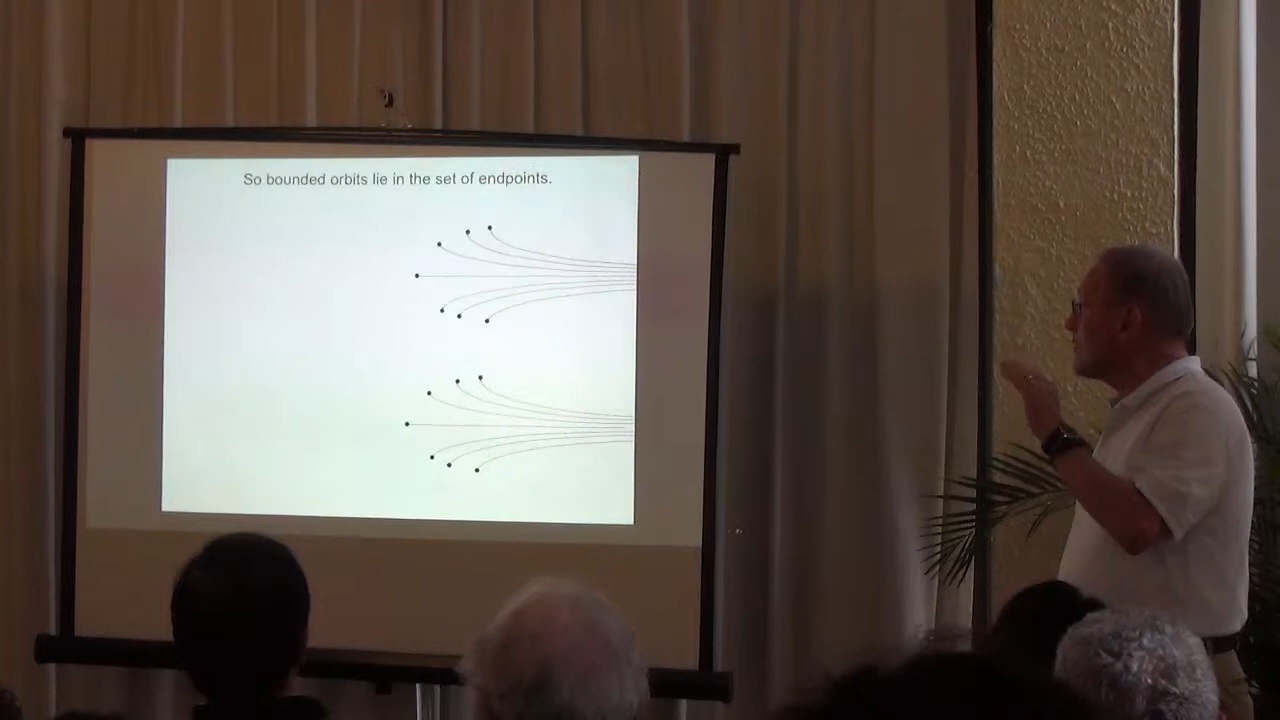 So bounded orbits lie in the set of endpoints.